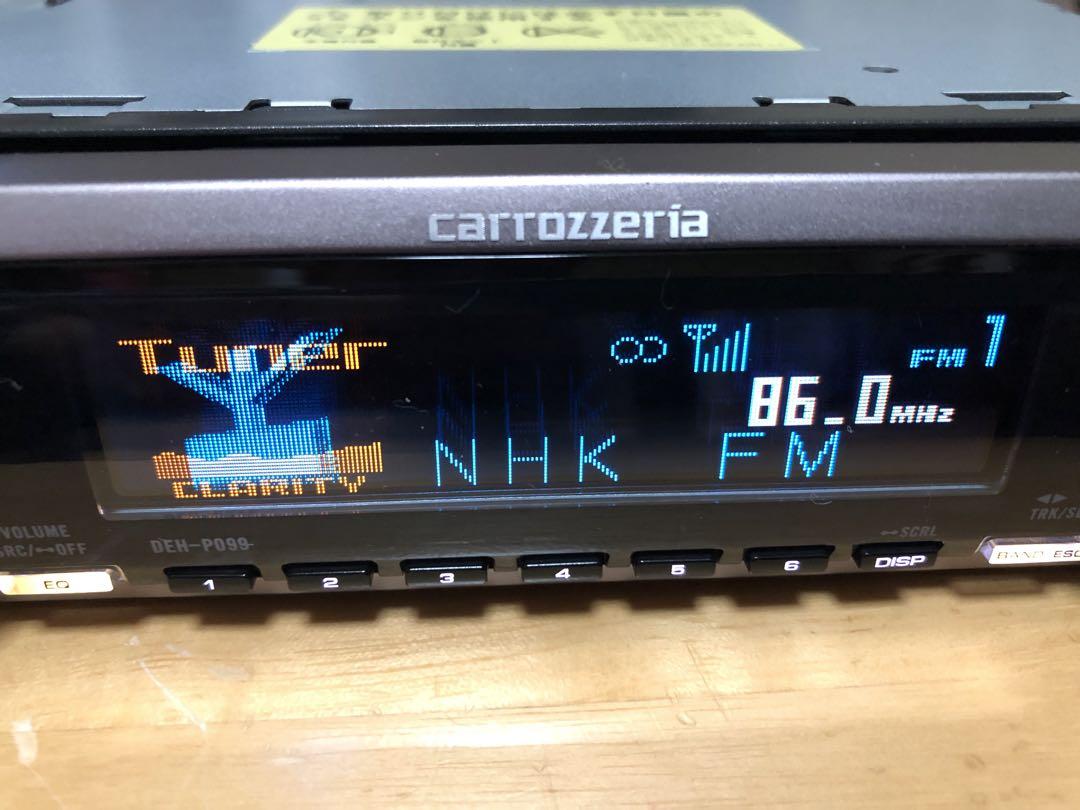 carrozzeria
Tuner
FM 1
86.0 MHz
NHK FM
CLARITY
VOLUME
SRC/OFF
DEH-P099
SCRL
TRK/
EQ
1
2
3
4
5
6
DISP
BAND ESC